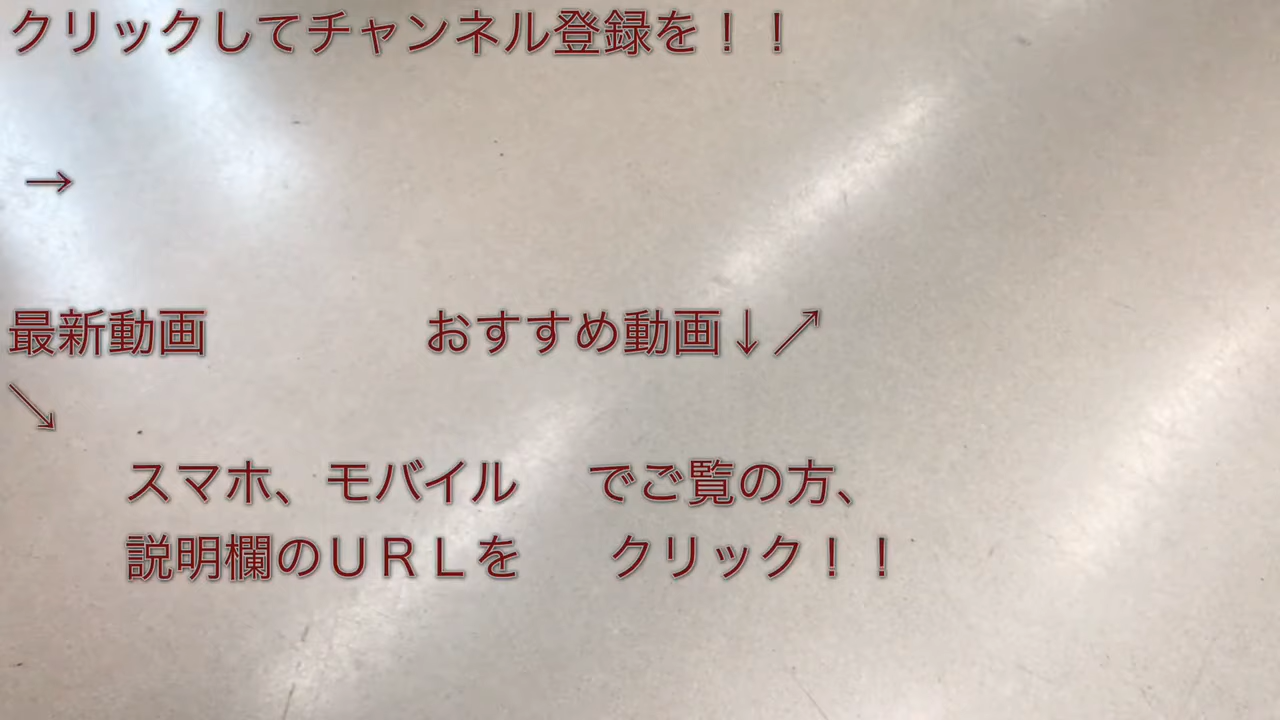 クリックしてチャンネル登録を！！
→
最新動画　おすすめ動画↓↗
↘
スマホ、モバイル　でご覧の方、
説明欄のＵＲＬを　クリック！！